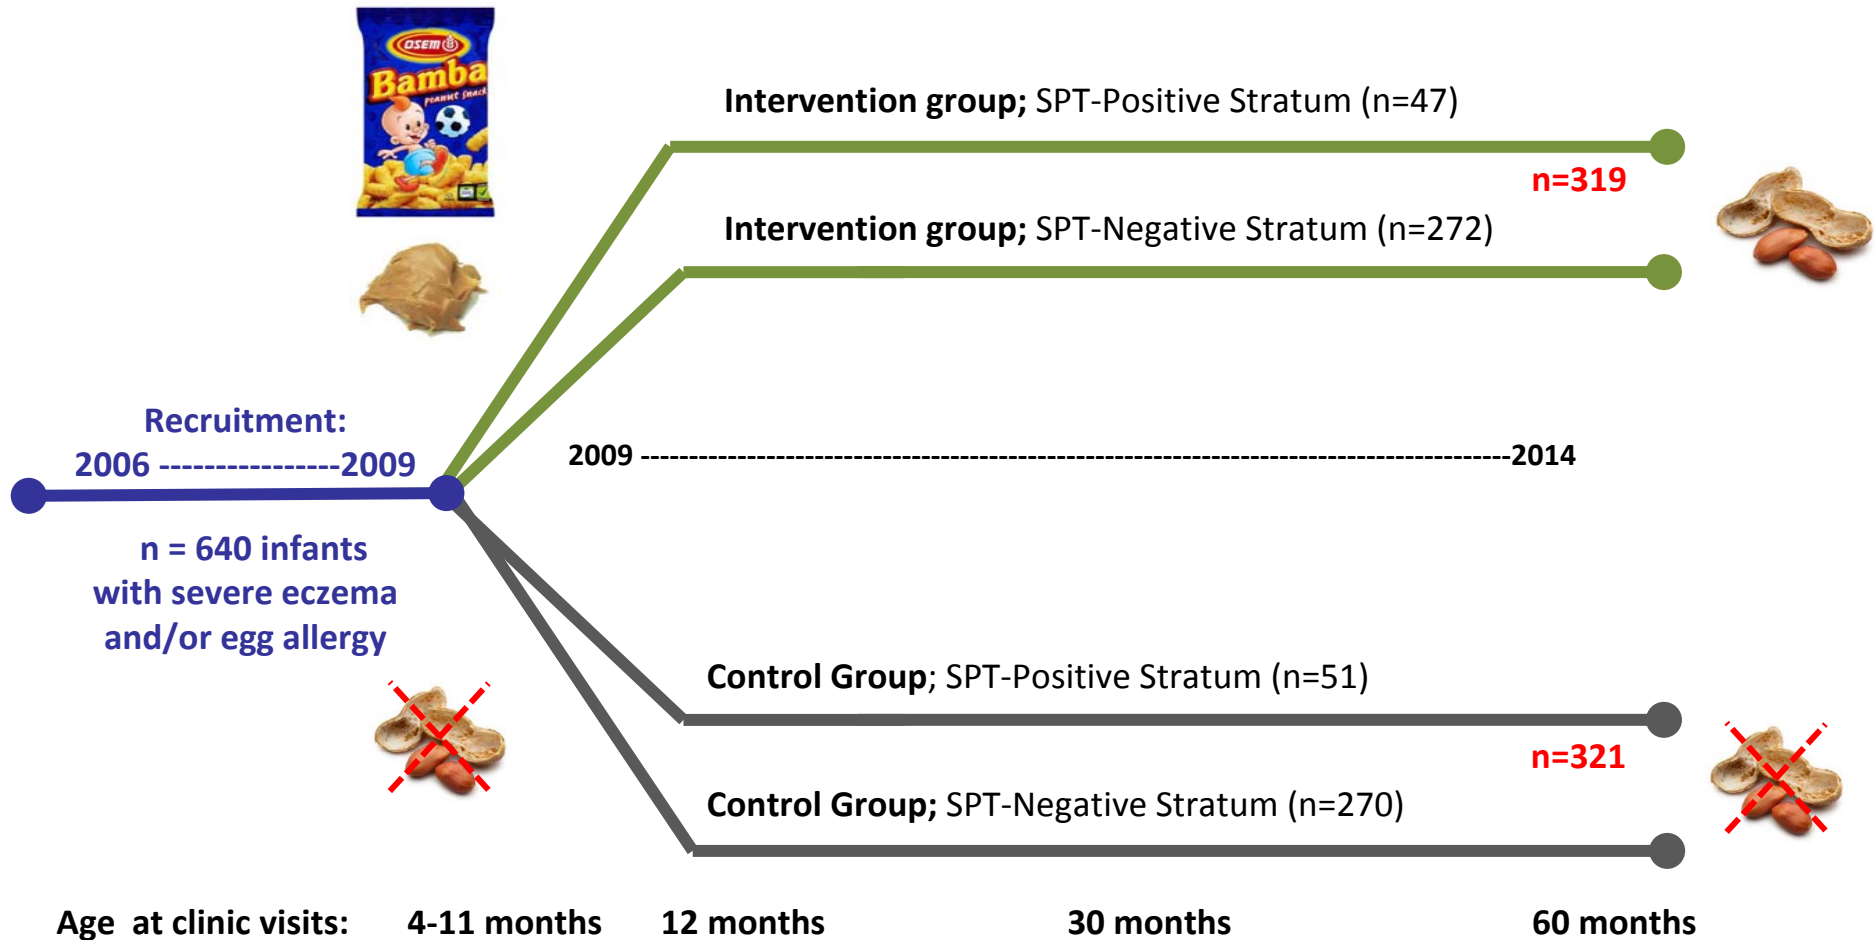 OSEM
Bamba
peanut snack
Intervention group; SPT-Positive Stratum (n=47)
n=319
Intervention group; SPT-Negative Stratum (n=272)
Recruitment:
2006 ----------------2009
2009 ------------------------------------------------------------------------------------------2014
n = 640 infants
with severe eczema
and/or egg allergy
Control Group; SPT-Positive Stratum (n=51)
n=321
Control Group; SPT-Negative Stratum (n=270)
Age at clinic visits: 4-11 months 12 months 30 months 60 months